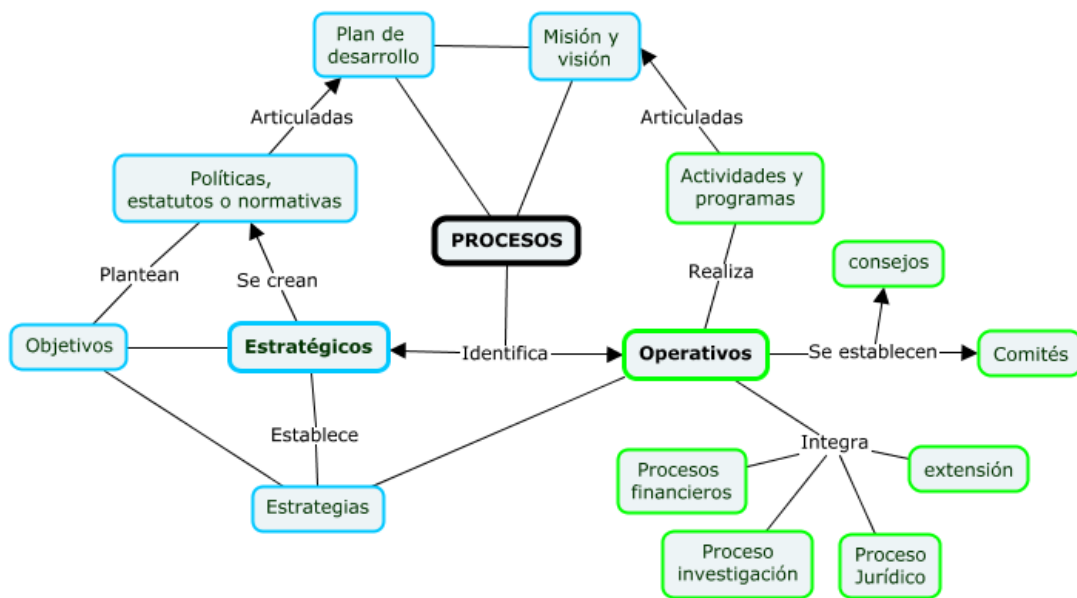 Plan de
desarrollo
Misión y
visión
Articuladas
Articuladas
Políticas,
estatutos o normativas
Actividades y
programas
PROCESOS
Plantean
Se crean
Realiza
consejos
Objetivos
Estratégicos
Identifica
Operativos
Se establecen
Comités
Establece
Integra
Estrategias
Procesos
financieros
extensión
Proceso
investigación
Proceso
Jurídico